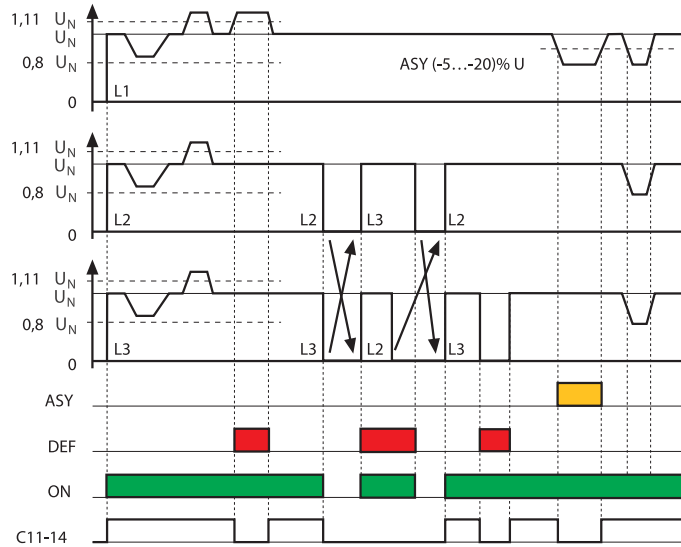 1,11 U_N
U_N
0,8 U_N
0
L1
ASY (-5...-20)% U
1,11 U_N
U_N
0,8 U_N
0
L2
L2
L3
L2
1,11 U_N
U_N
0,8 U_N
0
L3
L3
L2
L3
ASY
DEF
ON
C11-14